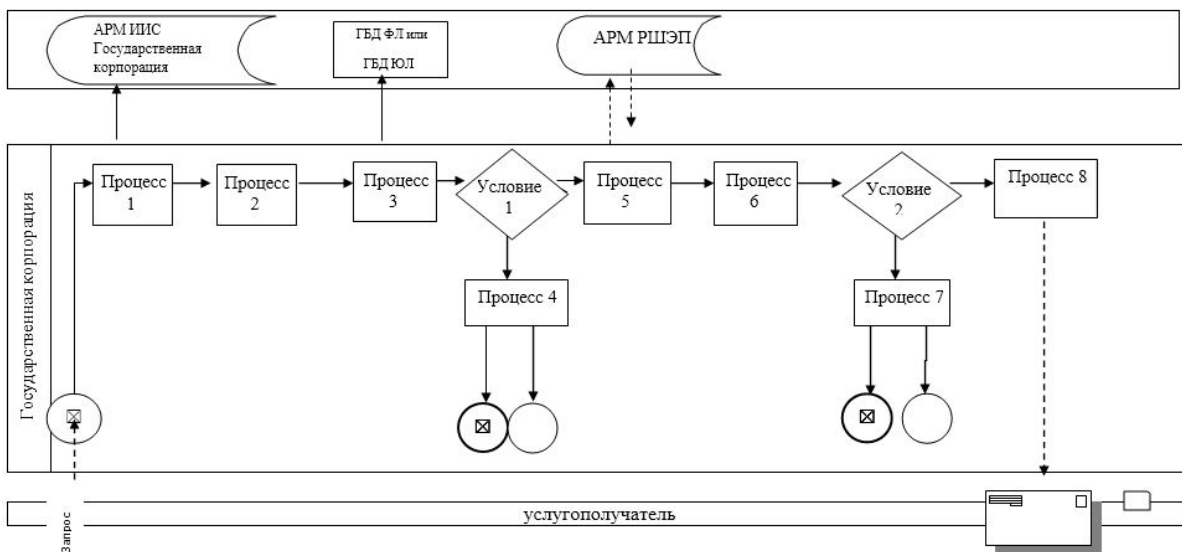 АРМ ИИС
Государственная
корпорация
ГБД ФЛ или
ГБД ЮЛ
АРМ РШЭП
Государственная корпорация
Процесс
1
Процесс
2
Процесс
3
Условие
1
Процесс
5
Процесс
6
Условие
2
Процесс 8
Процесс 4
Процесс 7
Запрос
услугополучатель